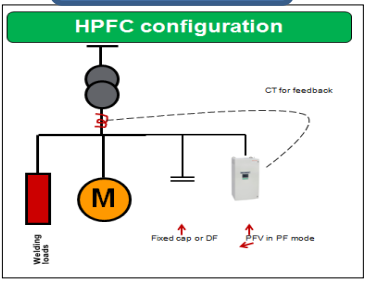 HPFC configuration
CT for feedback
M
Fixed cap or DF
PFV in PF mode
Welding
loads